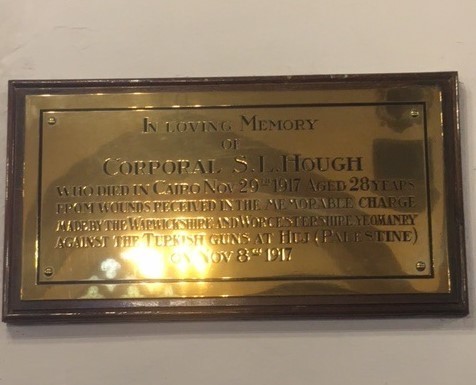 IN LOVING MEMORY
OF
CORPORAL S.L. HOUGH
WHO DIED IN CAIRO NOV 29TH 1917 AGED 28 YEARS
FROM WOUNDS RECEIVED IN THE MEMORABLE CHARGE
MADE BY THE WARWICKSHIRE AND WORCESTERSHIRE YEOMANRY
AGAINST THE TURKISH GUNS AT HUJ (PALESTINE)
ON NOV 8TH 1917